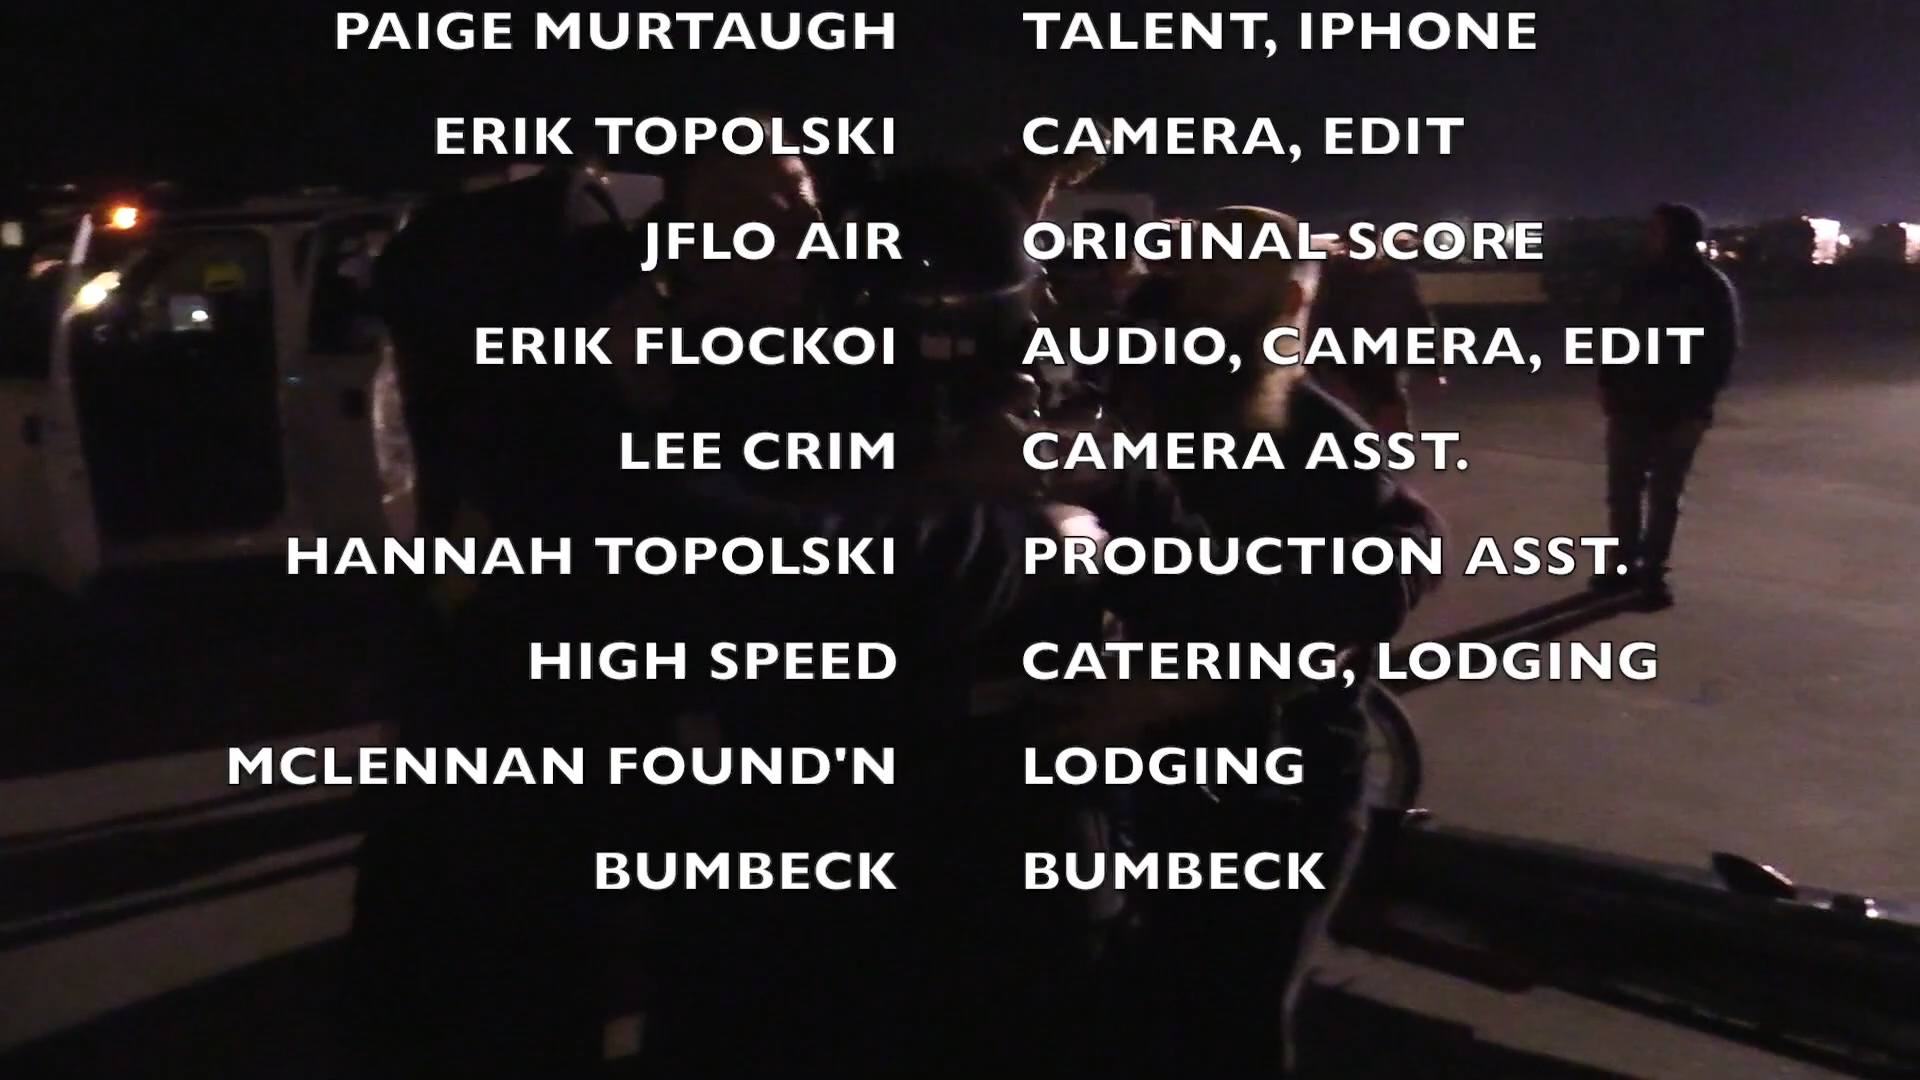 PAIGE MURTAUGH TALENT, IPHONE
ERIK TOPOLSKI CAMERA, EDIT
JFLO AIR ORIGINAL SCORE
ERIK FLOCKOI AUDIO, CAMERA, EDIT
LEE CRIM CAMERA ASST.
HANNAH TOPOLSKI PRODUCTION ASST.
HIGH SPEED CATERING, LODGING
MCLENNAN FOUND'N LODGING
BUMBECK BUMBECK